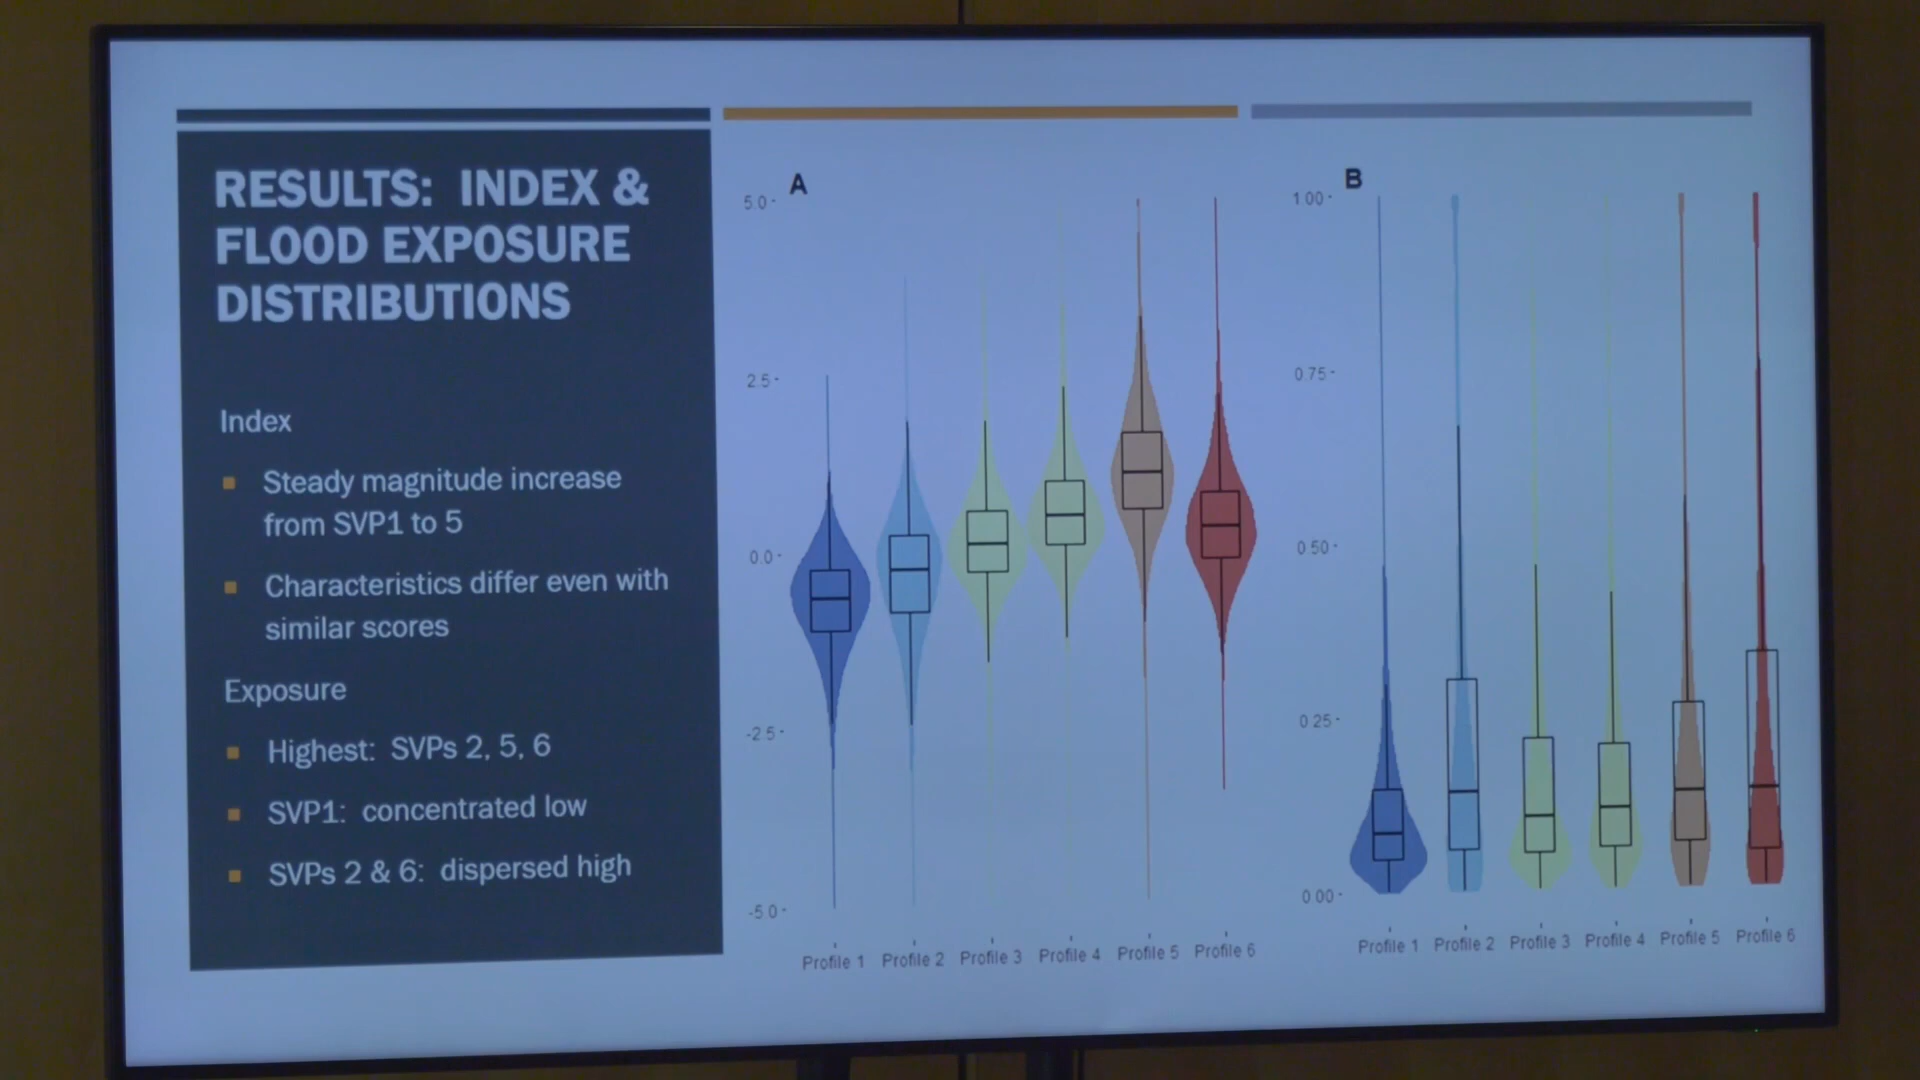 RESULTS: INDEX &
FLOOD EXPOSURE
DISTRIBUTIONS
Index
Steady magnitude increase
from SVP1 to 5
Characteristics differ even with
similar scores
Exposure
Highest: SVPs 2, 5, 6
SVP1: concentrated low
SVPs 2 & 6: dispersed high
A
5.0
2.5
0.0
-2.5
-5.0
Profile 1 Profile 2 Profile 3 Profile 4 Profile 5 Profile 6
B
1.00
0.75
0.50
0.25
0.00
Profile 1 Profile 2 Profile 3 Profile 4 Profile 5 Profile 6